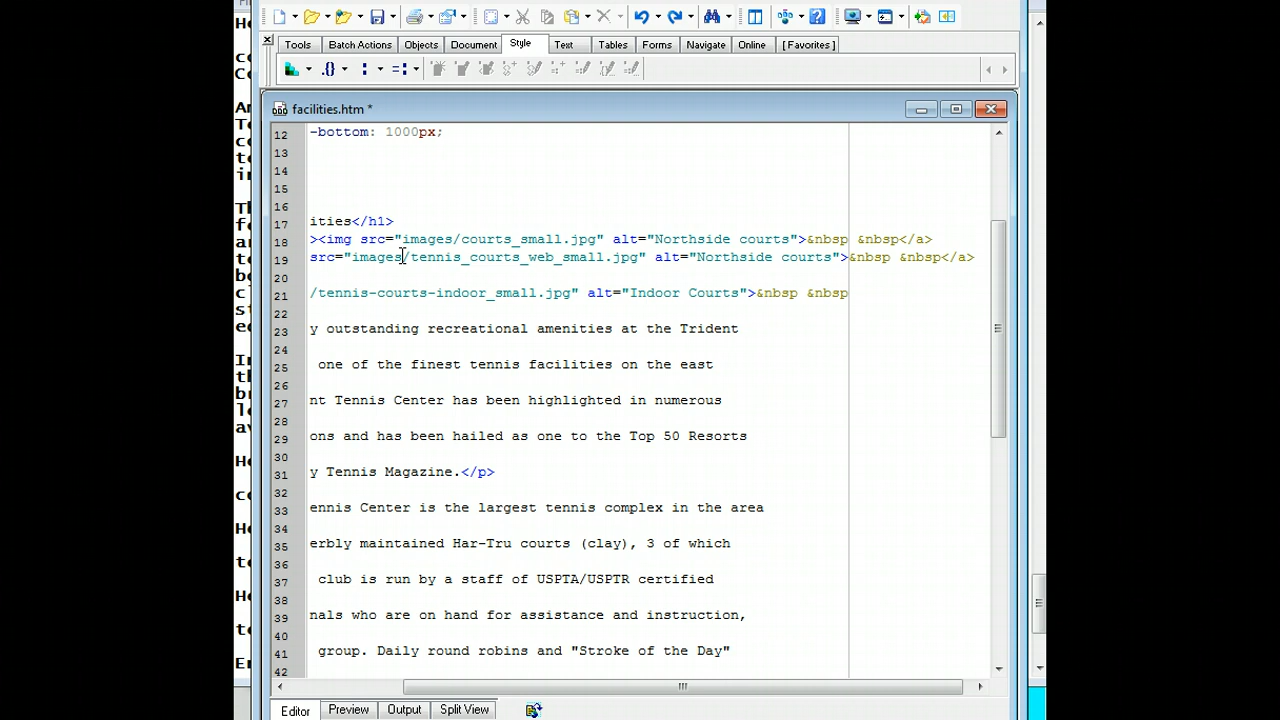 Tools Batch Actions Objects Document Style Text Tables Forms Navigate Online [ Favorites ]
facilities.htm *
12 -bottom: 1000px;
13
14
15
16
17 ities</h1>
18 ><img src="images/courts_small.jpg" alt="Northside courts">&nbsp &nbsp</a>
19 src="images/tennis_courts_web_small.jpg" alt="Northside courts">&nbsp &nbsp</a>
20
21 /tennis-courts-indoor_small.jpg" alt="Indoor Courts">&nbsp &nbsp
22
23 y outstanding recreational amenities at the Trident
24
25 one of the finest tennis facilities on the east
26
27 nt Tennis Center has been highlighted in numerous
28
29 ons and has been hailed as one to the Top 50 Resorts
30
31 y Tennis Magazine.</p>
32
33 ennis Center is the largest tennis complex in the area
34
35 erbly maintained Har-Tru courts (clay), 3 of which
36
37 club is run by a staff of USPTA/USPTR certified
38
39 nals who are on hand for assistance and instruction,
40
41 group. Daily round robins and "Stroke of the Day"
42
Editor Preview Output Split View